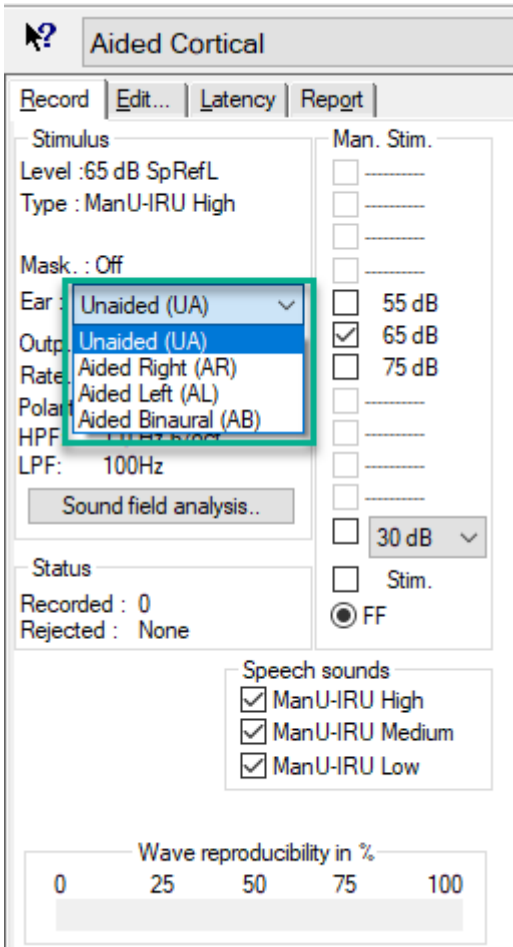 Aided Cortical
Record Edit... Latency Report
Stimulus
Level :65 dB SpRefL
Type : ManU-IRU High
Mask. : Off
Ear : Unaided (UA)
Unaided (UA)
Aided Right (AR)
Aided Left (AL)
Aided Binaural (AB)
HPF
LPF: 100Hz
Sound field analysis..
Status
Recorded : 0
Rejected : None
Man. Stim.
----------
----------
----------
----------
55 dB
65 dB
75 dB
----------
----------
----------
----------
30 dB
Stim.
FF
Speech sounds
ManU-IRU High
ManU-IRU Medium
ManU-IRU Low
Wave reproducibility in %
0 25 50 75 100